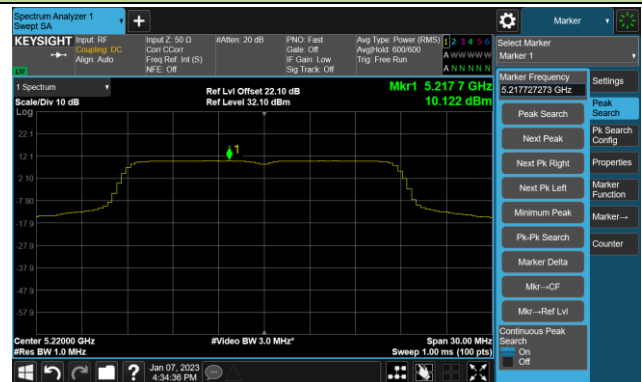 Spectrum Analyzer 1
Swept SA
Marker
KEYSIGHT
Input: RF
Coupling: DC
Align: Auto
Input Z: 50 Ω
Corr CCorr
Freq Ref: Int (S)
NFE: Off
#Atten: 20 dB
PNO: Fast
Gate: Off
IF Gain: Low
Sig Track: Off
Avg Type: Power (RMS)
Avg|Hold: 600/600
Trig: Free Run
1 2 3 4 5 6
A W W W W W
A N N N N N
Select Marker
Marker 1
1 Spectrum
Scale/Div 10 dB
Log
Ref Lvl Offset 22.10 dB
Ref Level 32.10 dBm
Mkr1 5.217 7 GHz
10.122 dBm
22.1
12.1
2.10
-7.90
-17.9
-27.9
-37.9
-47.9
-57.9
1
Center 5.22000 GHz
#Res BW 1.0 MHz
#Video BW 3.0 MHz*
Span 30.00 MHz
Sweep 1.00 ms (100 pts)
Marker Frequency
5.217727273 GHz
Peak Search
Next Peak
Next Pk Right
Next Pk Left
Minimum Peak
Pk-Pk Search
Marker Delta
Mkr→CF
Mkr→Ref Lvl
Continuous Peak
Search
On
Off
Settings
Peak
Search
Pk Search
Config
Properties
Marker
Function
Marker→
Counter
Jan 07, 2023
4:34:36 PM